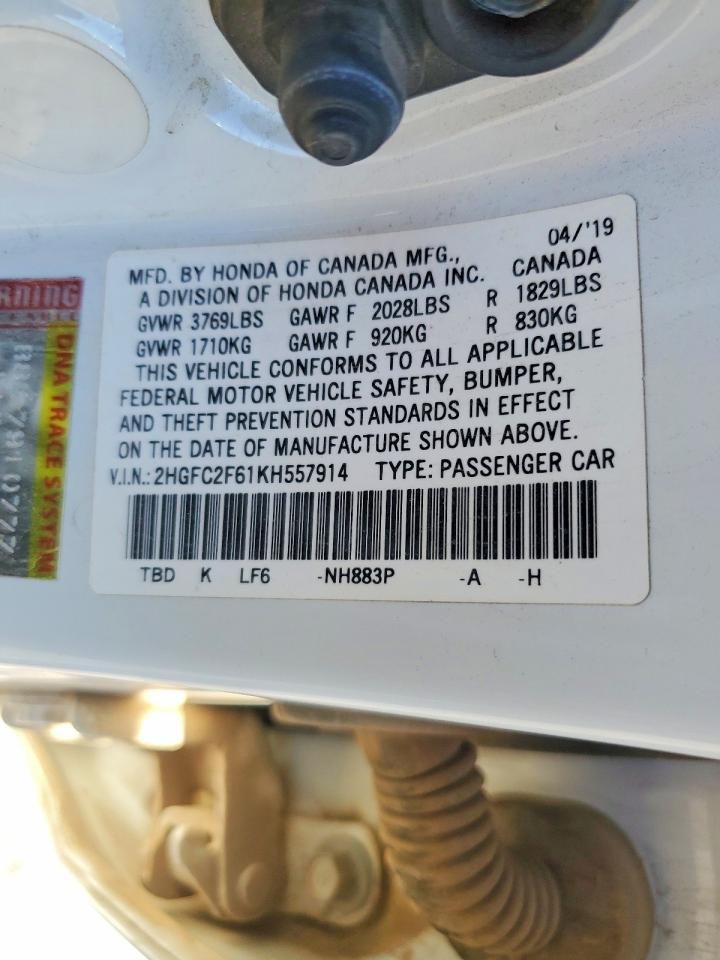 04/'19
MFD. BY HONDA OF CANADA MFG.,
A DIVISION OF HONDA CANADA INC. CANADA
GVWR 3769LBS GAWR F 2028LBS R 1829LBS
GVWR 1710KG GAWR F 920KG R 830KG
THIS VEHICLE CONFORMS TO ALL APPLICABLE
FEDERAL MOTOR VEHICLE SAFETY, BUMPER,
AND THEFT PREVENTION STANDARDS IN EFFECT
ON THE DATE OF MANUFACTURE SHOWN ABOVE.
V.I.N.: 2HGFC2F61KH557914 TYPE: PASSENGER CAR
TBD K LF6 -NH883P -A -H
DNA TRACE SYSTEM